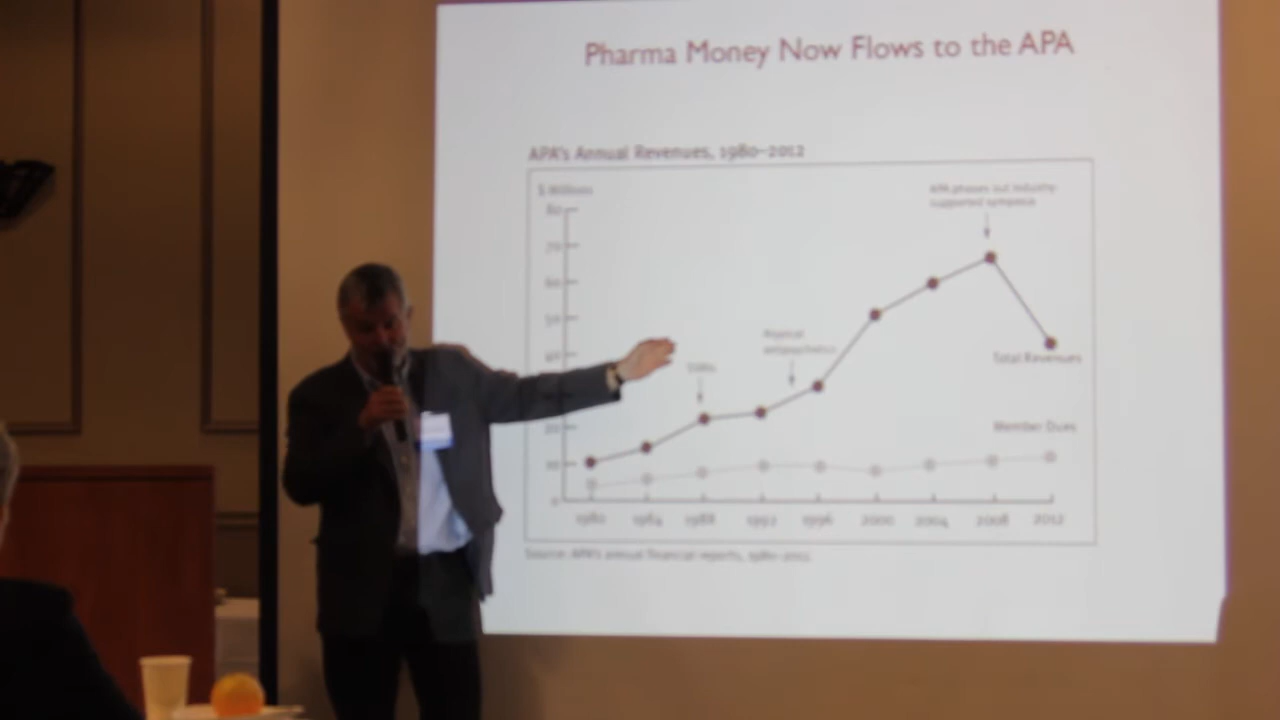 Pharma Money Now Flows to the APA
APA's Annual Revenues, 1980–2012
$ Millions
80
70
60
50
40
20
10
0
APA phases out industry-
supported symposia
SSRIs
Atypical
antipsychotics
Total Revenues
Member Dues
1980 1984 1988 1992 1996 2000 2004 2008 2012
Source: APA's annual financial reports, 1980–2012.